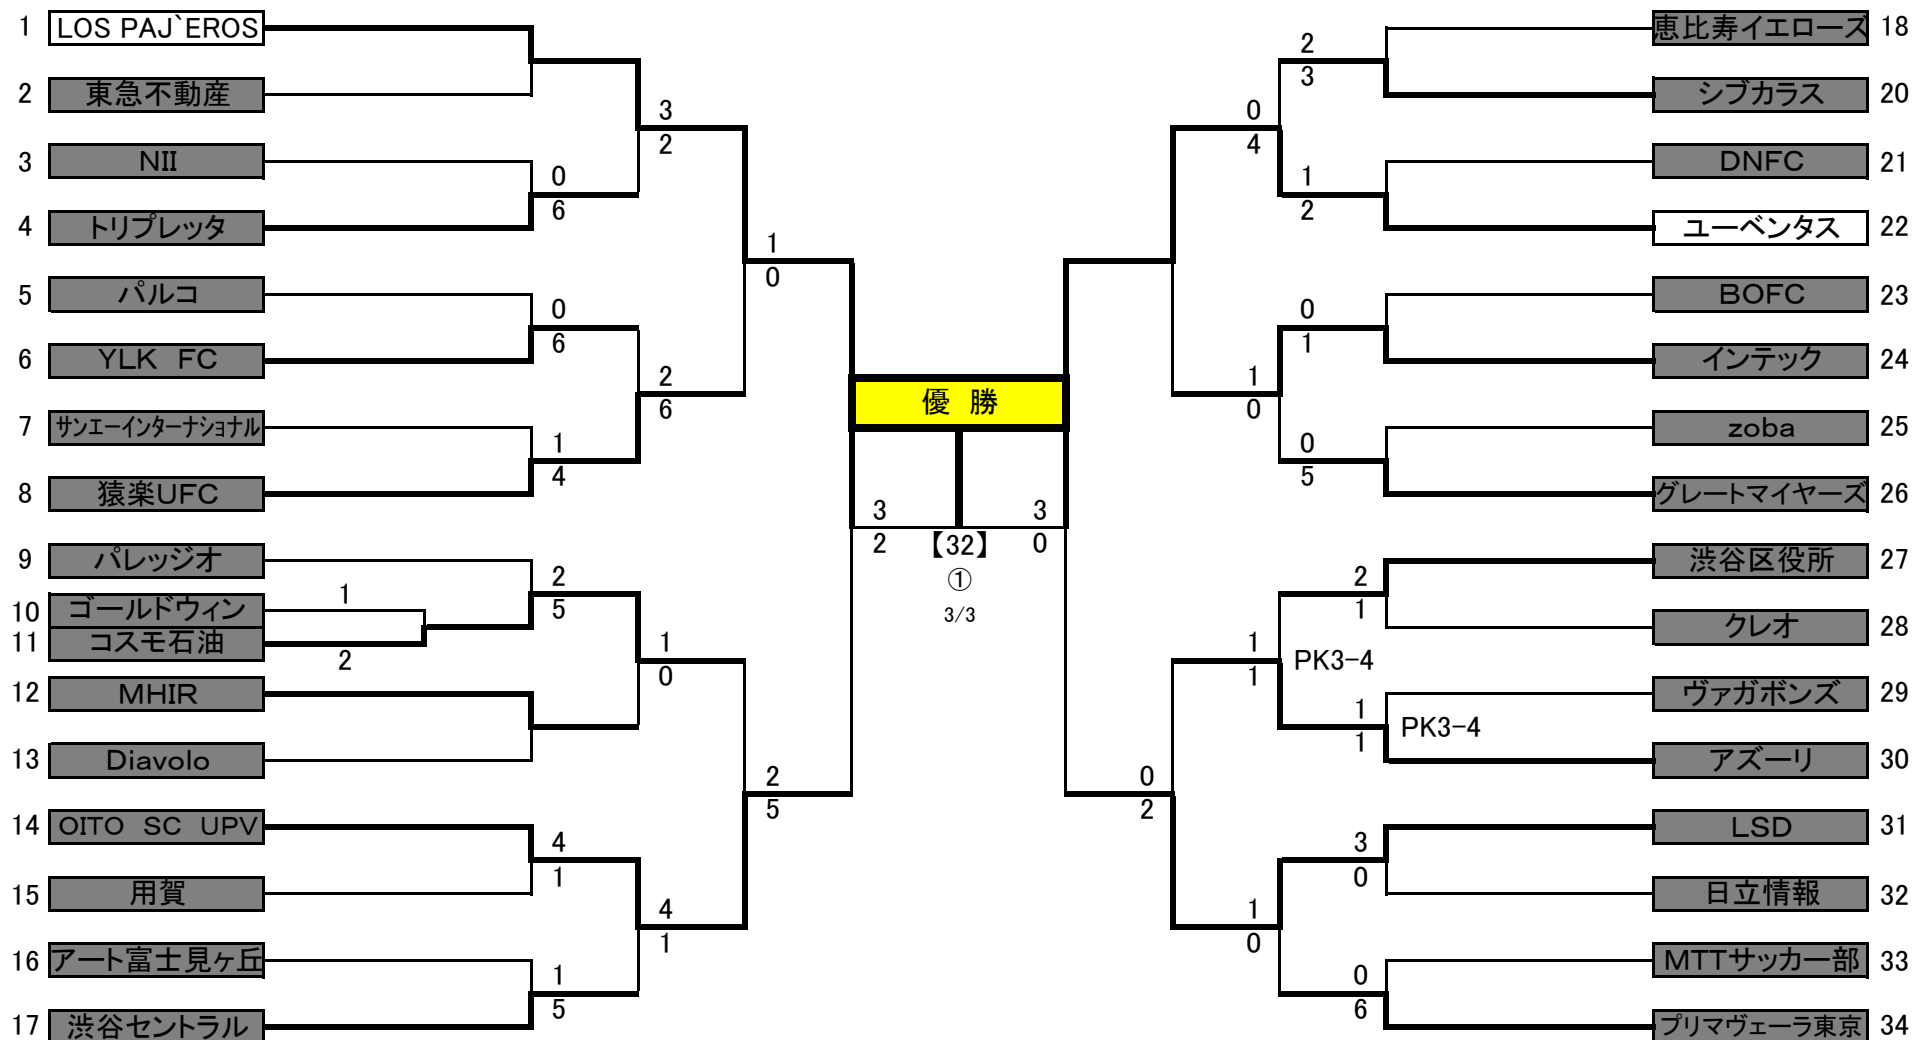 1 LOS PAJ`EROS
2 東急不動産
3 NII
4 トリプレッタ
5 パルコ
6 YLK FC
7 サンエーインターナショナル
8 猿楽UFC
9 パレッジオ
10 ゴールドウィン
11 コスモ石油
12 MHIR
13 Diavolo
14 OITO SC UPV
15 用賀
16 アート富士見ヶ丘
17 渋谷セントラル
0
6
0
6
1
4
1
2
2
5
4
1
1
5
3
2
2
6
1
0
4
1
1
0
2
5
優 勝
3
2
3
0
【32】
①
3/3
0
2
0
4
1
0
1
1
PK3-4
1
0
2
3
1
2
0
1
0
5
2
1
1
1
PK3-4
3
0
0
6
恵比寿イエローズ 18
シブカラス 20
DNFC 21
ユーベンタス 22
BOFC 23
インテック 24
zoba 25
グレートマイヤーズ 26
渋谷区役所 27
クレオ 28
ヴァガボンズ 29
アズーリ 30
LSD 31
日立情報 32
MTTサッカー部 33
プリマヴェーラ東京 34